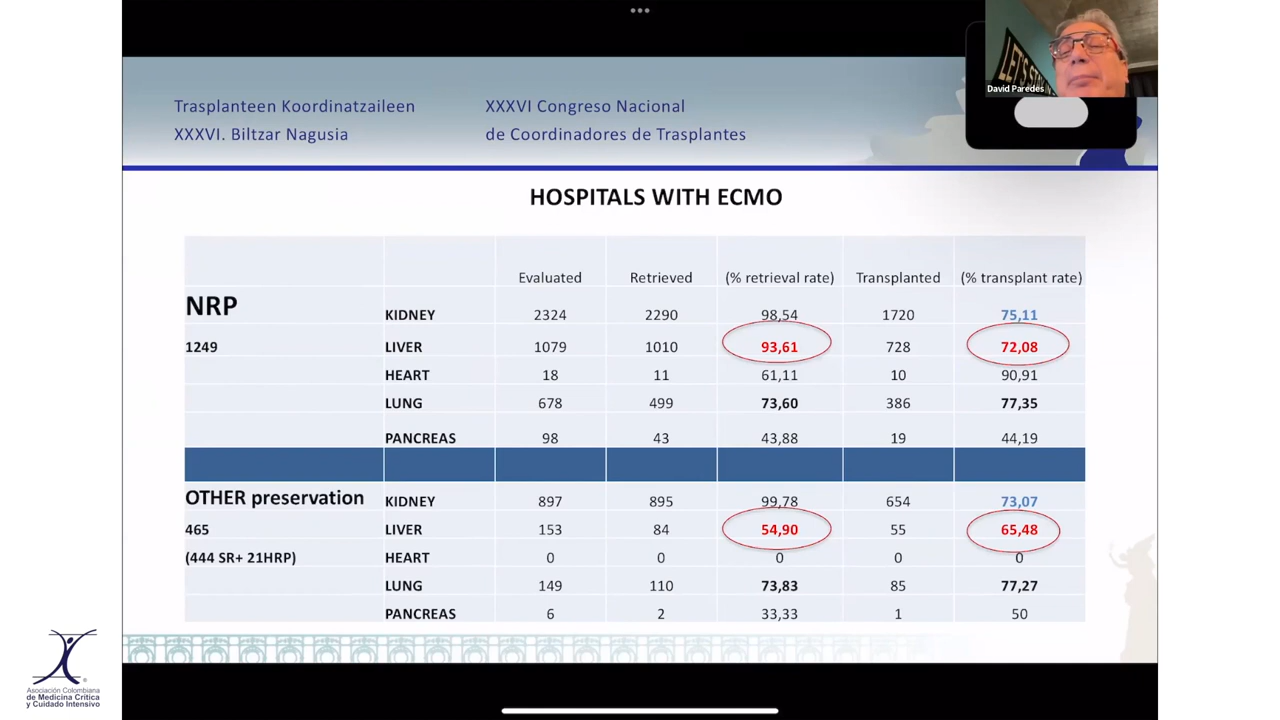 Trasplanteen Koordinatzaileen
XXXVI. Biltzar Nagusia
XXXVI Congreso Nacional
de Coordinadores de Trasplantes
LET'S
David Paredes
HOSPITALS WITH ECMO
Evaluated Retrieved (% retrieval rate) Transplanted (% transplant rate)
NRP KIDNEY 2324 2290 98,54 1720 75,11
1249 LIVER 1079 1010 93,61 728 72,08
HEART 18 11 61,11 10 90,91
LUNG 678 499 73,60 386 77,35
PANCREAS 98 43 43,88 19 44,19
OTHER preservation KIDNEY 897 895 99,78 654 73,07
465 LIVER 153 84 54,90 55 65,48
(444 SR+ 21HRP) HEART 0 0 0 0 0
LUNG 149 110 73,83 85 77,27
PANCREAS 6 2 33,33 1 50
Asociación Colombiana
de Medicina Crítica
y Cuidado Intensivo